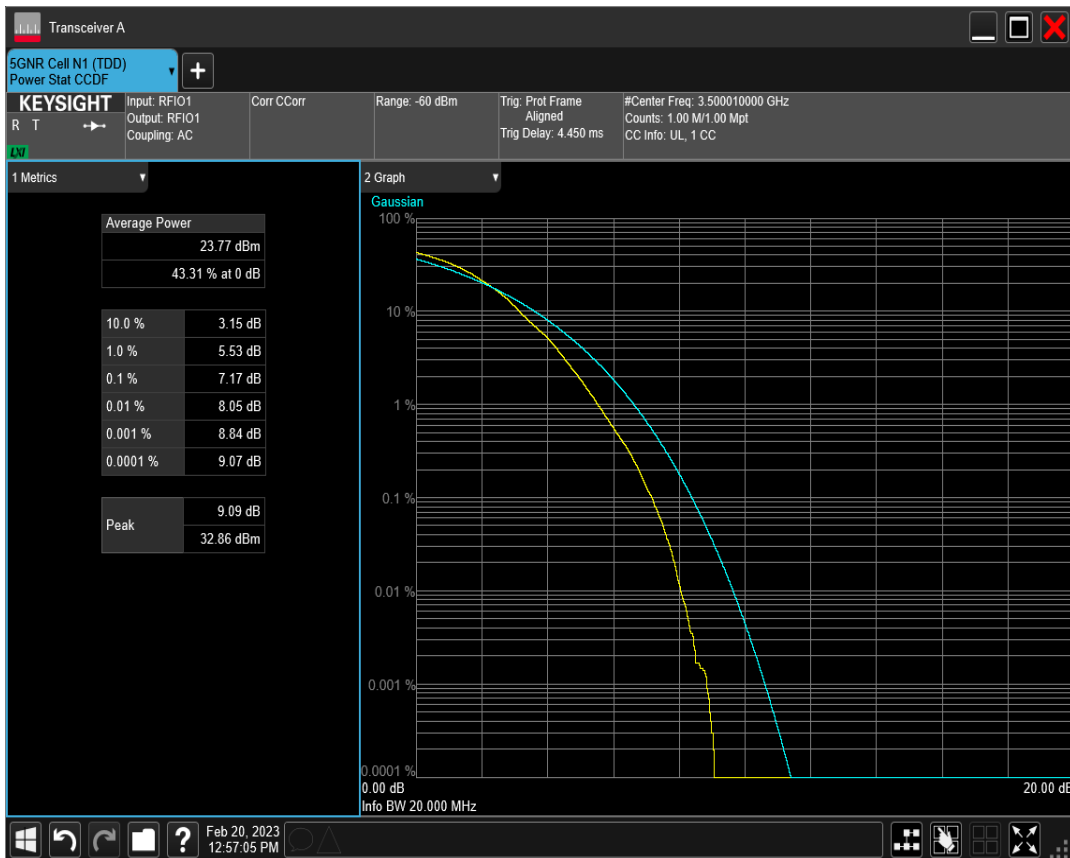 Transceiver A
5GNR Cell N1 (TDD)
Power Stat CCDF
KEYSIGHT
R T
LXI
Input: RFIO1
Output: RFIO1
Coupling: AC
Corr CCorr
Range: -60 dBm
Trig: Prot Frame
Aligned
Trig Delay: 4.450 ms
#Center Freq: 3.500010000 GHz
Counts: 1.00 M/1.00 Mpt
CC Info: UL, 1 CC
1 Metrics
Average Power
23.77 dBm
43.31 % at 0 dB
10.0 % 3.15 dB
1.0 % 5.53 dB
0.1 % 7.17 dB
0.01 % 8.05 dB
0.001 % 8.84 dB
0.0001 % 9.07 dB
Peak
9.09 dB
32.86 dBm
2 Graph
Gaussian
100 %
10 %
1 %
0.1 %
0.01 %
0.001 %
0.0001 %
0.00 dB 20.00 dB
Info BW 20.000 MHz
?
Feb 20, 2023
12:57:05 PM